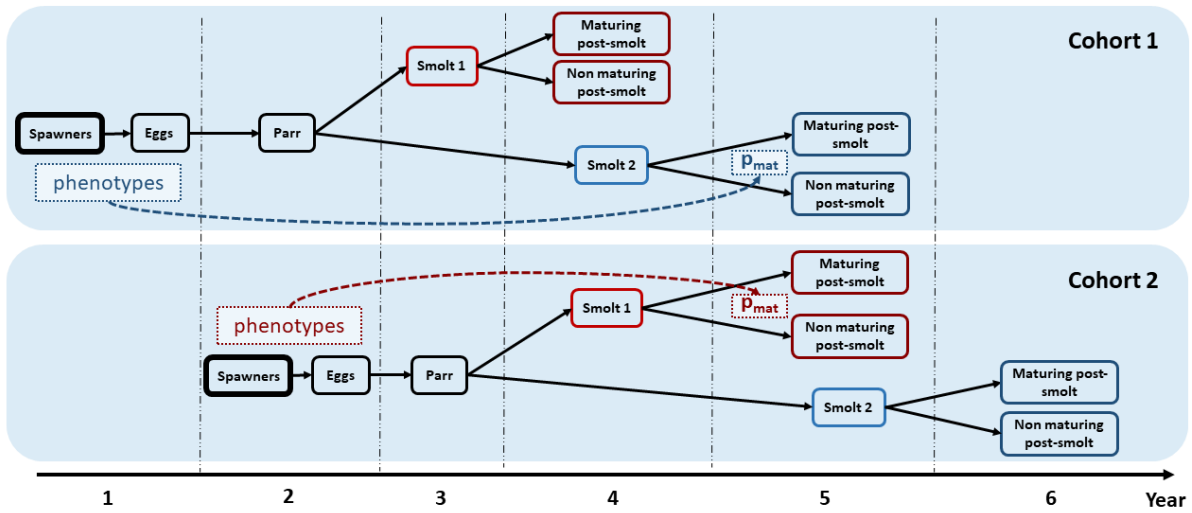 Cohort 1
Maturing
post-smolt
Smolt 1
Non maturing
post-smolt
Spawners
Eggs
Parr
Maturing post-
smolt
Smolt 2
pmat
Non maturing
post-smolt
phenotypes
Cohort 2
Maturing
post-smolt
Smolt 1
pmat
phenotypes
Non maturing
post-smolt
Spawners
Eggs
Parr
Maturing post-
smolt
Smolt 2
Non maturing
post-smolt
1 2 3 4 5 6 Year